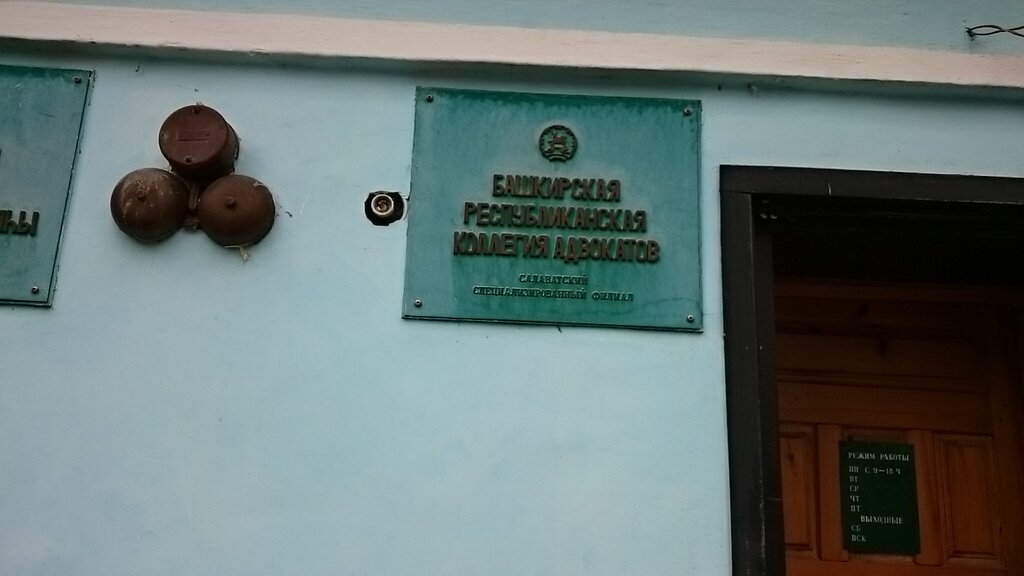 БАШКИРСКАЯ
РЕСПУБЛИКАНСКАЯ
КОЛЛЕГИЯ АДВОКАТОВ
САЛАВАТСКИЙ
СПЕЦИАЛИЗИРОВАННЫЙ ФИЛИАЛ
РЕЖИМ РАБОТЫ
ПН С 9-18 Ч
ВТ
СР
ЧТ
ПТ
ВЫХОДНЫЕ
СБ
ВСК